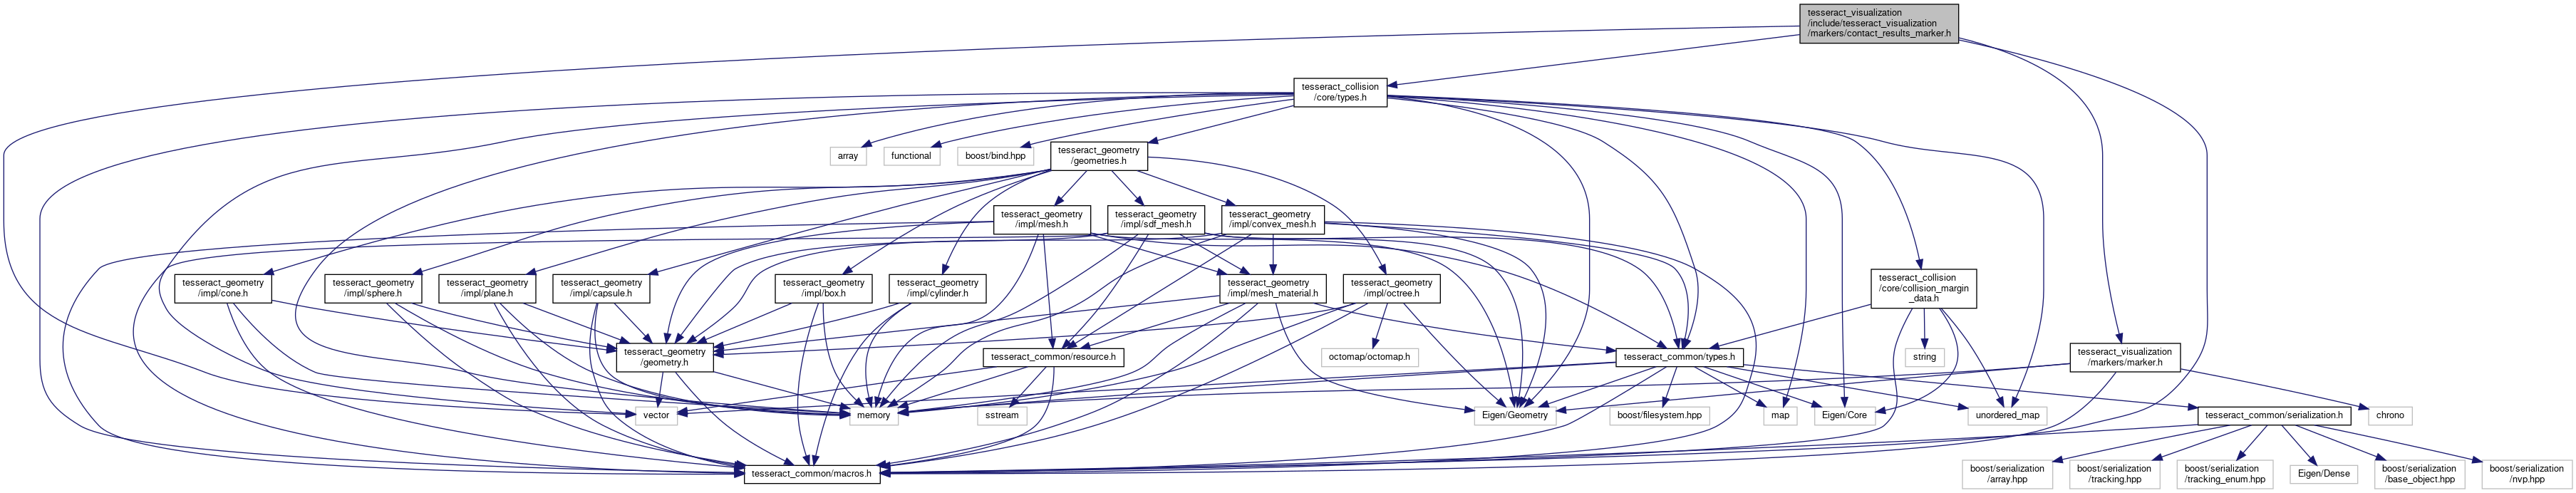 tesseract_visualization
/include/tesseract_visualization
/markers/contact_results_marker.h
tesseract_collision
/core/types.h
array
functional
boost/bind.hpp
tesseract_geometry
/geometries.h
tesseract_geometry
/impl/mesh.h
tesseract_geometry
/impl/sdf_mesh.h
tesseract_geometry
/impl/convex_mesh.h
tesseract_geometry
/impl/cone.h
tesseract_geometry
/impl/sphere.h
tesseract_geometry
/impl/plane.h
tesseract_geometry
/impl/capsule.h
tesseract_geometry
/impl/box.h
tesseract_geometry
/impl/cylinder.h
tesseract_geometry
/impl/mesh_material.h
tesseract_geometry
/impl/octree.h
tesseract_collision
/core/collision_margin
_data.h
tesseract_geometry
/geometry.h
tesseract_common/resource.h
octomap/octomap.h
tesseract_common/types.h
string
tesseract_visualization
/markers/marker.h
vector
memory
sstream
Eigen/Geometry
boost/filesystem.hpp
map
Eigen/Core
unordered_map
tesseract_common/serialization.h
chrono
tesseract_common/macros.h
boost/serialization
/array.hpp
boost/serialization
/tracking.hpp
boost/serialization
/tracking_enum.hpp
Eigen/Dense
boost/serialization
/base_object.hpp
boost/serialization
/nvp.hpp